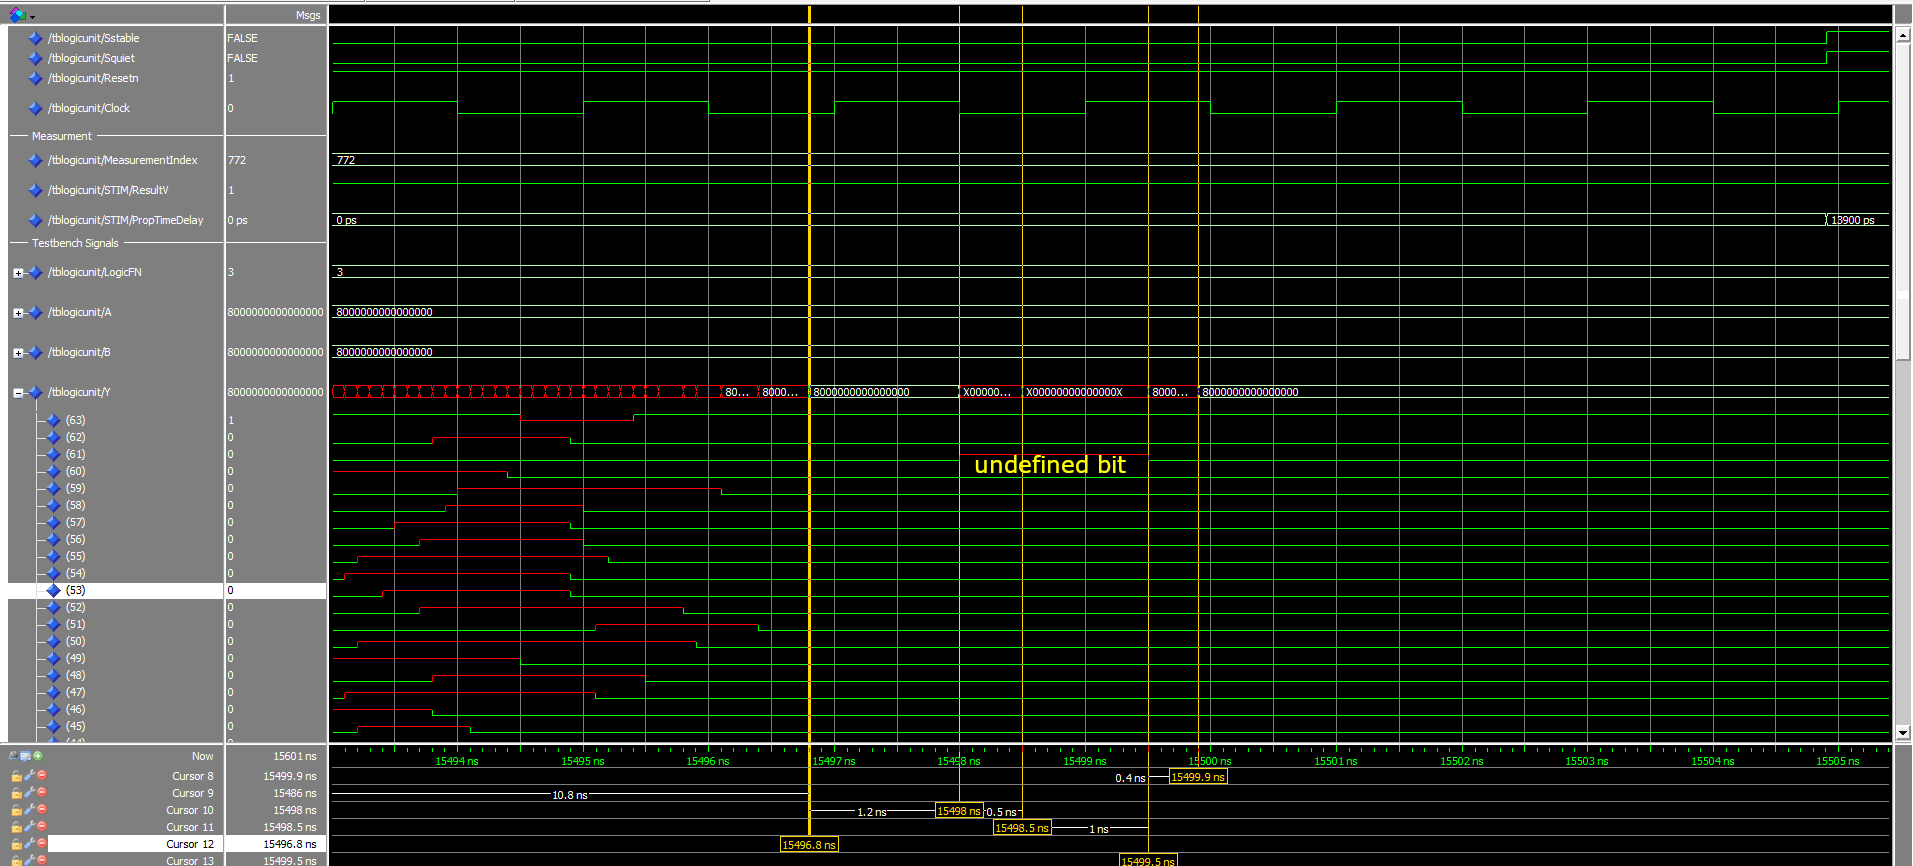 Msgs
/tblogicunit/Sstable FALSE
/tblogicunit/Squiet FALSE
/tblogicunit/Resetn 1
/tblogicunit/Clock 0
Measurment
/tblogicunit/MeasurementIndex 772 772
/tblogicunit/STIM/ResultV 1
/tblogicunit/STIM/PropTimeDelay 0 ps 0 ps 13900 ps
Testbench Signals
/tblogicunit/LogicFN 3 3
/tblogicunit/A 8000000000000000 8000000000000000
/tblogicunit/B 8000000000000000 8000000000000000
/tblogicunit/Y 8000000000000000 80... 8000... 8000000000000000 X00000... X00000000000000X 8000... 8000000000000000
(63) 1
(62) 0
(61) 0
undefined bit
(60) 0
(59) 0
(58) 0
(57) 0
(56) 0
(55) 0
(54) 0
(53) 0
(52) 0
(51) 0
(50) 0
(49) 0
(48) 0
(47) 0
(46) 0
(45) 0
Now 15601 ns 15494 ns 15495 ns 15496 ns 15497 ns 15498 ns 15499 ns 15500 ns 15501 ns 15502 ns 15503 ns 15504 ns 15505 ns
Cursor 8 15499.9 ns 0.4 ns 15499.9 ns
Cursor 9 15486 ns 10.8 ns
Cursor 10 15498 ns 1.2 ns 15498 ns 0.5 ns
Cursor 11 15498.5 ns 15498.5 ns 1 ns
Cursor 12 15496.8 ns 15496.8 ns
Cursor 13 15499.5 ns 15499.5 ns